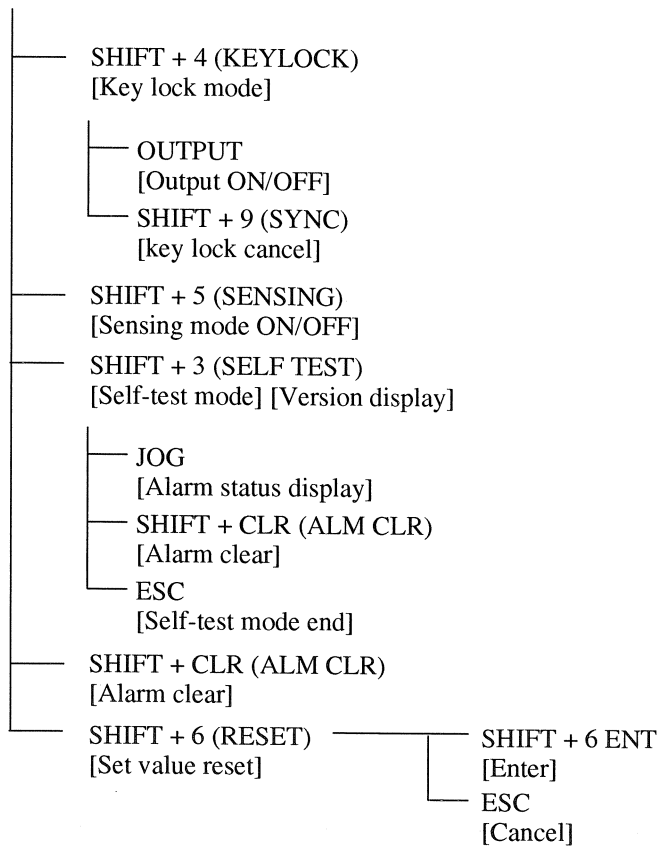 SHIFT + 4 (KEYLOCK)
[Key lock mode]
OUTPUT
[Output ON/OFF]
SHIFT + 9 (SYNC)
[key lock cancel]
SHIFT + 5 (SENSING)
[Sensing mode ON/OFF]
SHIFT + 3 (SELF TEST)
[Self-test mode] [Version display]
JOG
[Alarm status display]
SHIFT + CLR (ALM CLR)
[Alarm clear]
ESC
[Self-test mode end]
SHIFT + CLR (ALM CLR)
[Alarm clear]
SHIFT + 6 (RESET)
[Set value reset]
SHIFT + 6 ENT
[Enter]
ESC
[Cancel]